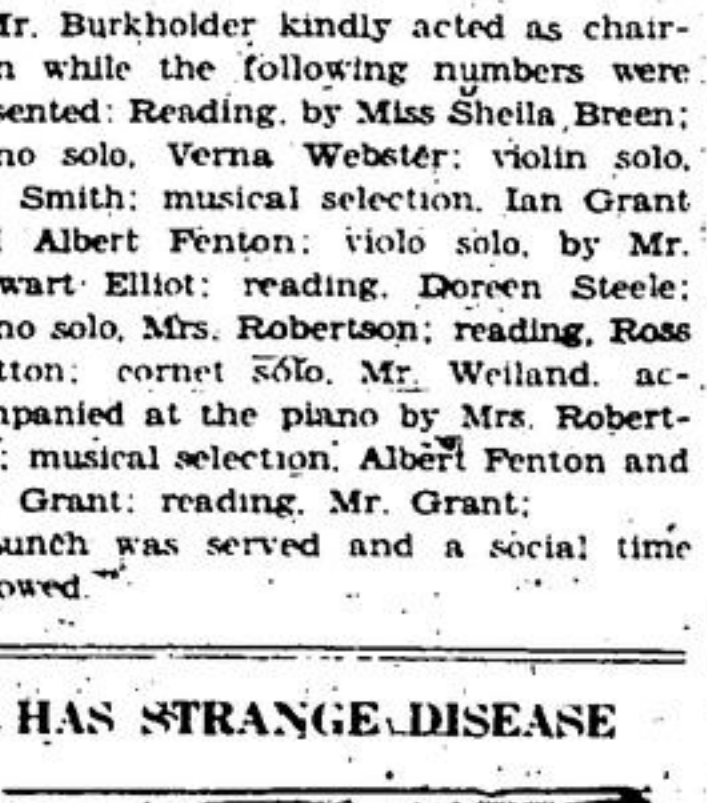 Mr. Burkholder kindly acted as chair-
n while the following numbers were
sented: Reading, by Miss Sheila Breen;
no solo, Verna Webster; violin solo,
Smith; musical selection, Ian Grant
Albert Fenton; violo solo, by Mr.
wart Elliot; reading, Doreen Steele;
no solo, Mrs. Robertson; reading, Ross
tton; cornet solo, Mr. Weiland, ac-
mpanied at the piano by Mrs. Robert-
; musical selection, Albert Fenton and
Grant; reading, Mr. Grant;
Lunch was served and a social time
owed.
HAS STRANGE DISEASE